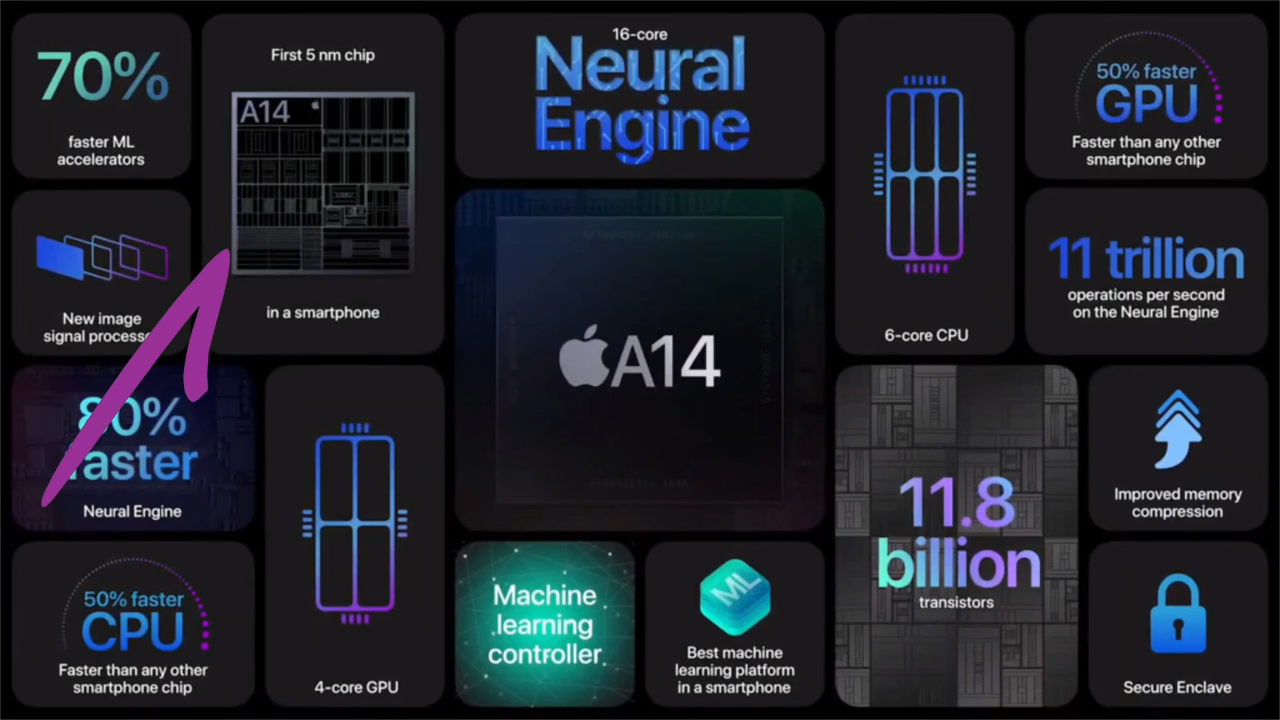 70%
faster ML
accelerators
First 5 nm chip
A14
in a smartphone
16-core
Neural
Engine
50% faster
GPU
Faster than any other
smartphone chip
New image
signal processor
A14
6-core CPU
11 trillion
operations per second
on the Neural Engine
80%
faster
Neural Engine
4-core GPU
11.8
billion
transistors
Improved memory
compression
50% faster
CPU
Faster than any other
smartphone chip
Machine
learning
controller
ML
Best machine
learning platform
in a smartphone
Secure Enclave